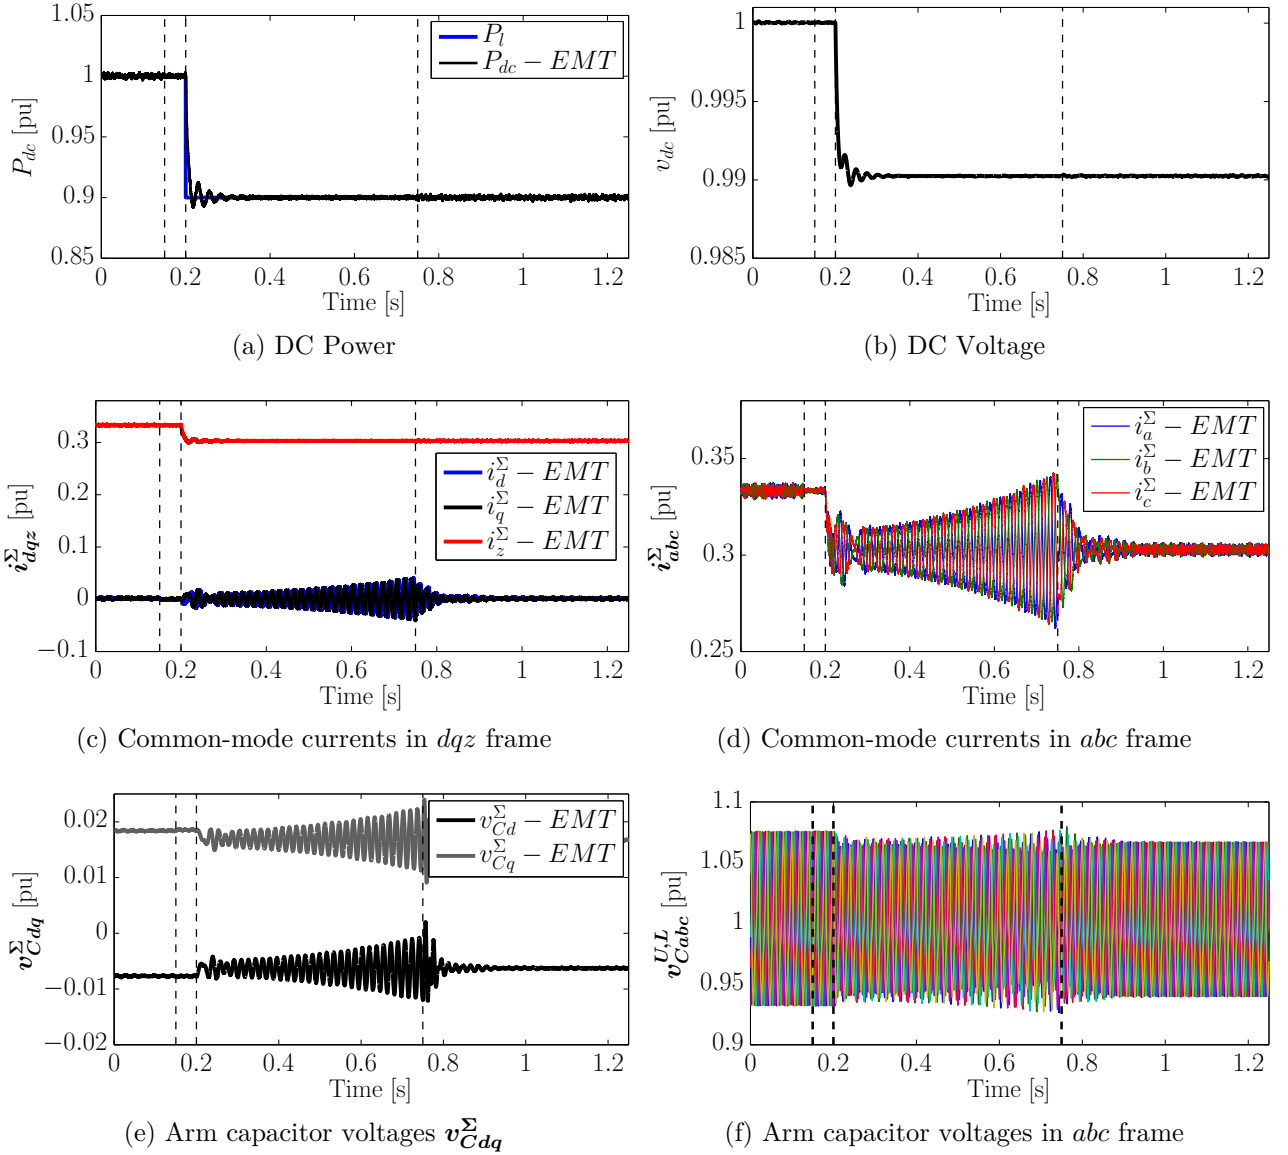 1.05
1
0.95
0.9
0.85
P_dc [pu]
P_l
P_dc − EMT
0 0.2 0.4 0.6 0.8 1 1.2
Time [s]
(a) DC Power
1
0.995
0.99
0.985
v_dc [pu]
0 0.2 0.4 0.6 0.8 1 1.2
Time [s]
(b) DC Voltage
0.3
0.2
0.1
0
−0.1
i^Σ_dqz [pu]
i^Σ_d − EMT
i^Σ_q − EMT
i^Σ_z − EMT
0 0.2 0.4 0.6 0.8 1 1.2
Time [s]
(c) Common-mode currents in dqz frame
0.35
0.3
0.25
i^Σ_abc [pu]
i^Σ_a − EMT
i^Σ_b − EMT
i^Σ_c − EMT
0 0.2 0.4 0.6 0.8 1 1.2
Time [s]
(d) Common-mode currents in abc frame
0.02
0.01
0
−0.01
−0.02
v^Σ_Cdq [pu]
v^Σ_Cd − EMT
v^Σ_Cq − EMT
0 0.2 0.4 0.6 0.8 1 1.2
Time [s]
(e) Arm capacitor voltages v^Σ_Cdq
1.1
1.05
1
0.95
0.9
v^U,L_Cabc [pu]
0 0.2 0.4 0.6 0.8 1 1.2
Time [s]
(f) Arm capacitor voltages in abc frame